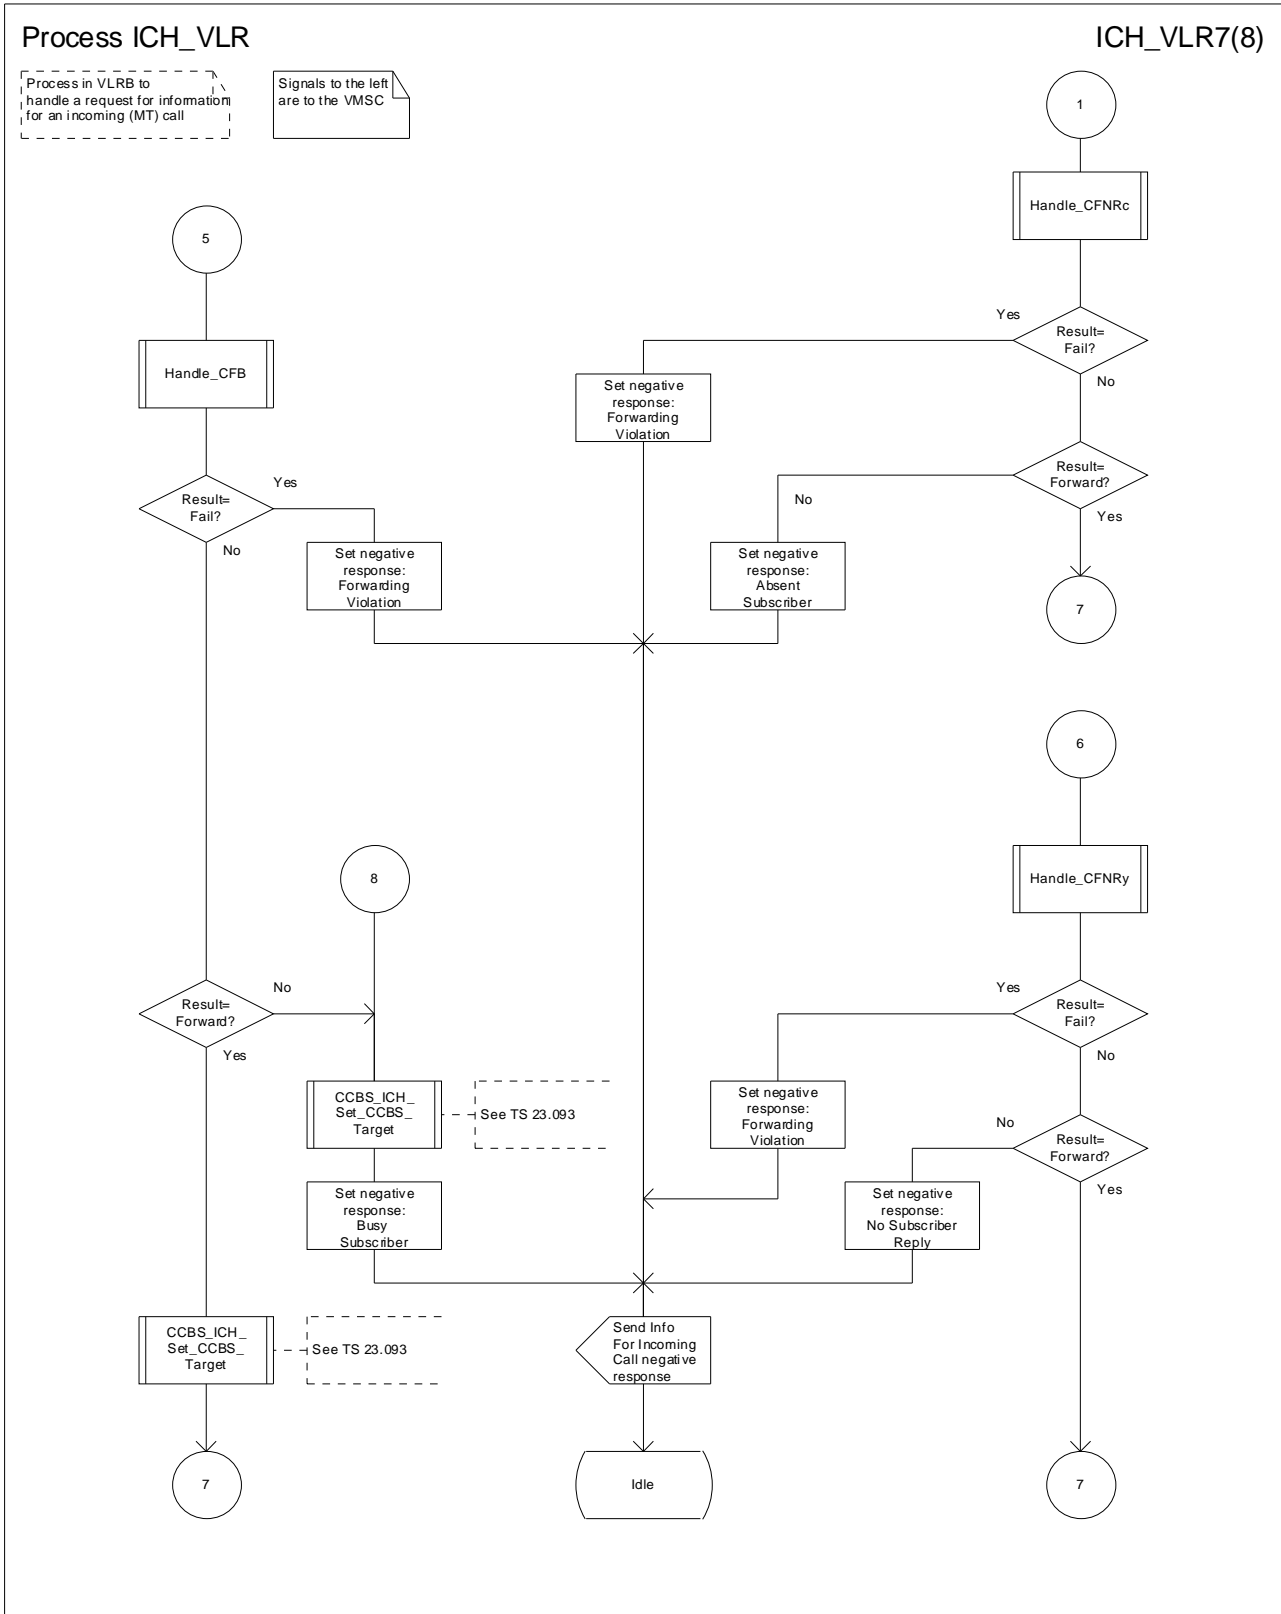 Process ICH_VLR
ICH_VLR7(8)
Process in VLRB to
handle a request for information
for an incoming (MT) call
Signals to the left
are to the VMSC
1
Handle_CFNRc
5
Yes
Result=
Fail?
No
Handle_CFB
Set negative
response:
Forwarding
Violation
Yes
Result=
Fail?
No
No
Result=
Forward?
Yes
Set negative
response:
Forwarding
Violation
Set negative
response:
Absent
Subscriber
7
6
8
Handle_CFNRy
No
Result=
Forward?
Yes
Yes
Result=
Fail?
No
CCBS_ICH_
Set_CCBS_
Target
See TS 23.093
Set negative
response:
Forwarding
Violation
No
Result=
Forward?
Yes
Set negative
response:
Busy
Subscriber
Set negative
response:
No Subscriber
Reply
CCBS_ICH_
Set_CCBS_
Target
See TS 23.093
Send Info
For Incoming
Call negative
response
7
Idle
7